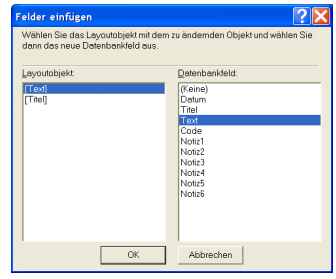 Felder einfügen
Wählen Sie das Layoutobjekt mit dem zu ändernden Objekt und wählen Sie
dann das neue Datenbankfeld aus.
Layoutobjekt:
[Text]
[Titel]
Datenbankfeld:
(Keine)
Datum
Titel
Text
Code
Notiz1
Notiz2
Notiz3
Notiz4
Notiz5
Notiz6
OK
Abbrechen